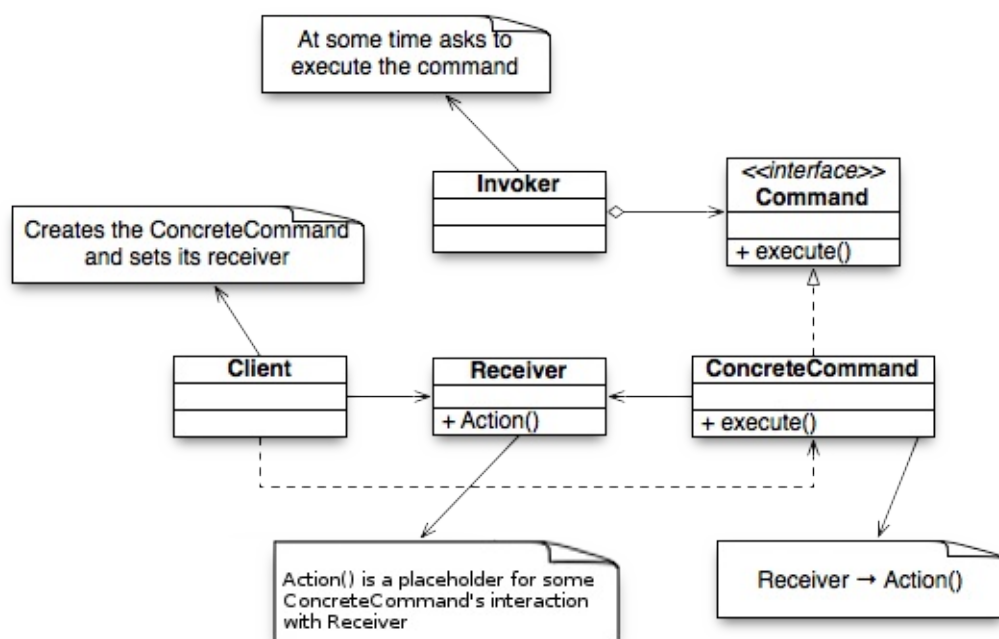 At some time asks to
execute the command
Invoker
<<interface>>
Command
+ execute()
Creates the ConcreteCommand
and sets its receiver
Client
Receiver
+ Action()
ConcreteCommand
+ execute()
Action() is a placeholder for some
ConcreteCommand's interaction
with Receiver
Receiver → Action()